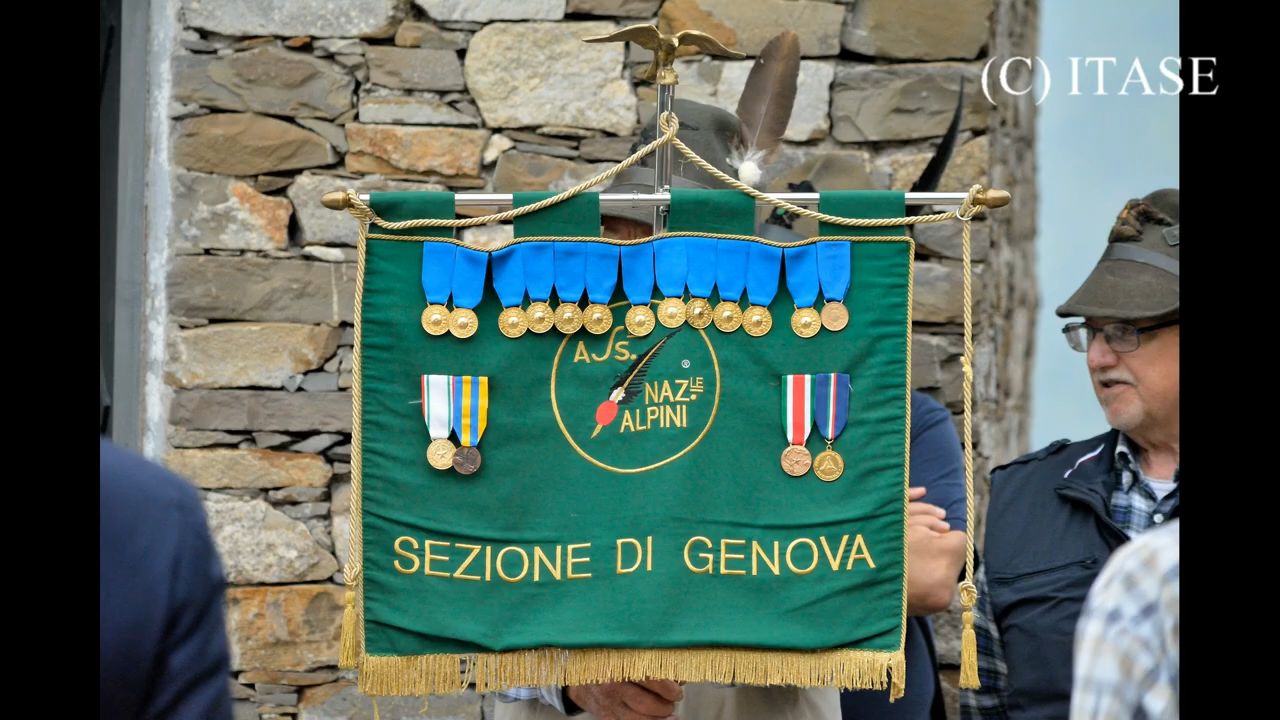 (C) ITASE
ASS.
®
NAZ.LE
ALPINI
SEZIONE DI GENOVA